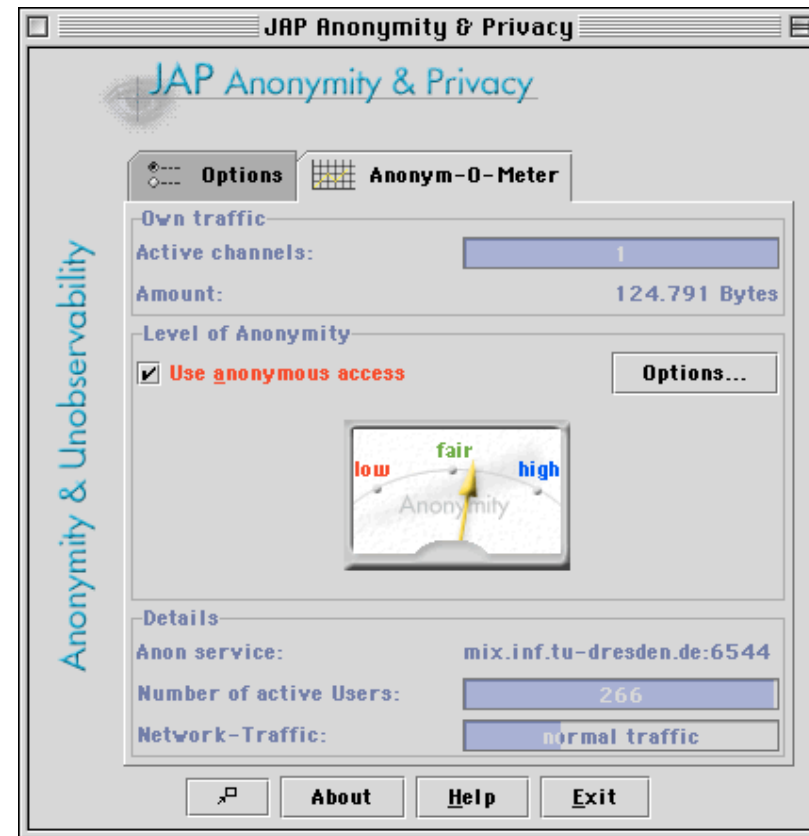 JAP Anonymity & Privacy
JAP Anonymity & Privacy
Options
Anonym-O-Meter
Anonymity & Unobservability
Own traffic
Active channels: 1
Amount: 124.791 Bytes
Level of Anonymity
Use anonymous access
Options...
low fair high
Anonymity
Details
Anon service: mix.inf.tu-dresden.de:6544
Number of active Users: 266
Network-Traffic: normal traffic
About Help Exit